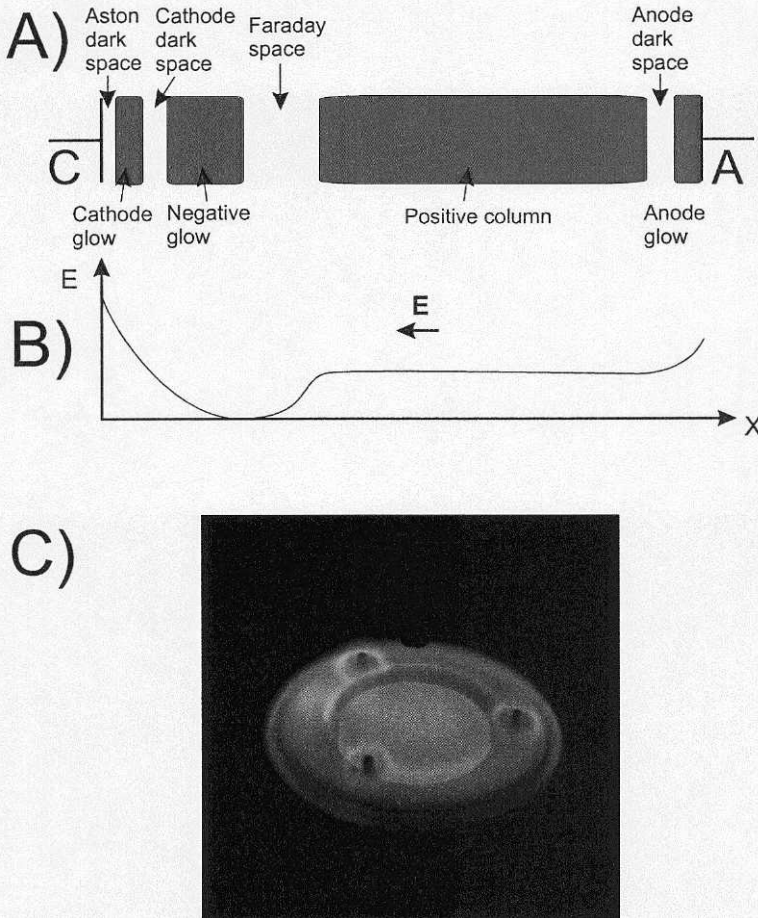 A)
Aston
dark
space
Cathode
dark
space
Faraday
space
Anode
dark
space
C
A
Cathode
glow
Negative
glow
Positive column
Anode
glow
B)
E
E
X
C)